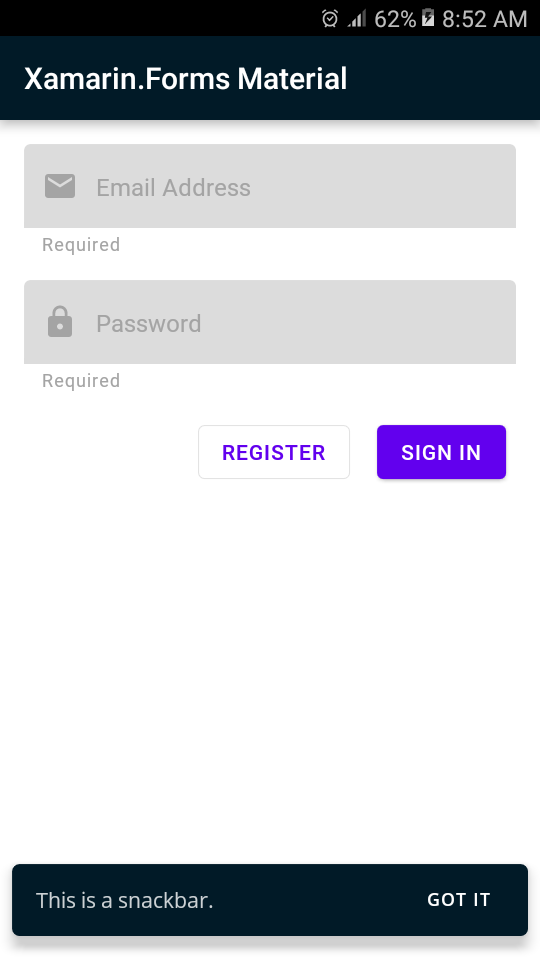 62% 8:52 AM
Xamarin.Forms Material
Email Address
Required
Password
Required
REGISTER SIGN IN
This is a snackbar. GOT IT